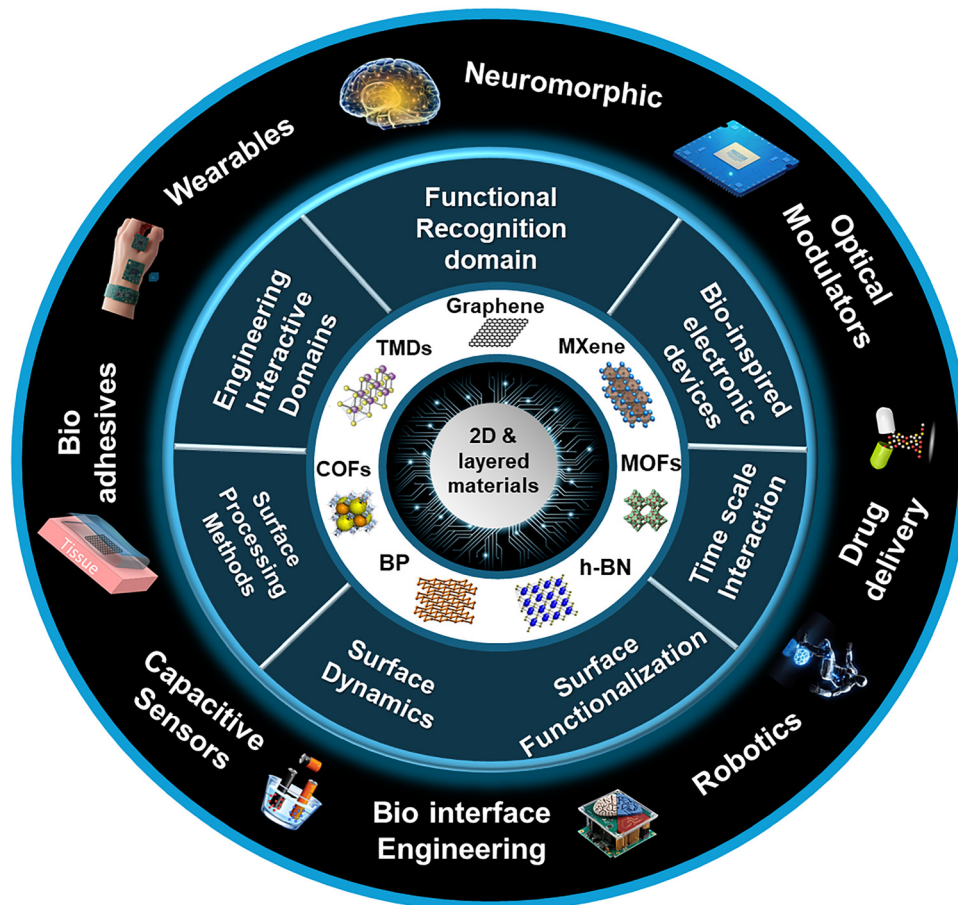 Neuromorphic
Optical
Modulators
Drug
delivery
Robotics
Bio interface
Engineering
Capacitive
Sensors
Tissue
Bio
adhesives
Wearables
Functional
Recognition
domain
Bio-inspired
electronic
devices
Time scale
Interaction
Surface
Functionalization
Surface
Dynamics
Surface
Processing
Methods
Engineering
Interactive
Domains
Graphene
MXene
MOFs
h-BN
BP
COFs
TMDs
2D &
layered
materials